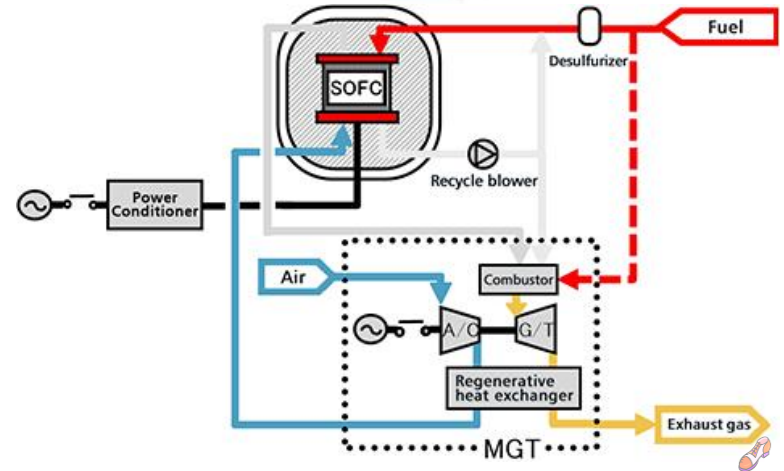 Fuel
Desulfurizer
SOFC
Recycle blower
Power
Conditioner
Air
Combustor
A/C
G/T
Regenerative
heat exchanger
Exhaust gas
MGT